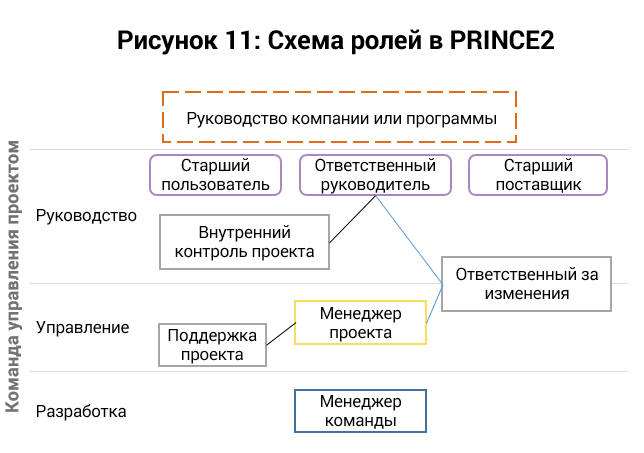 Рисунок 11: Схема ролей в PRINCE2
Руководство компании или программы
Команда управления проектом
Старший
пользователь
Ответственный
руководитель
Старший
поставщик
Руководство
Внутренний
контроль проекта
Ответственный за
изменения
Управление
Поддержка
проекта
Менеджер
проекта
Разработка
Менеджер
команды